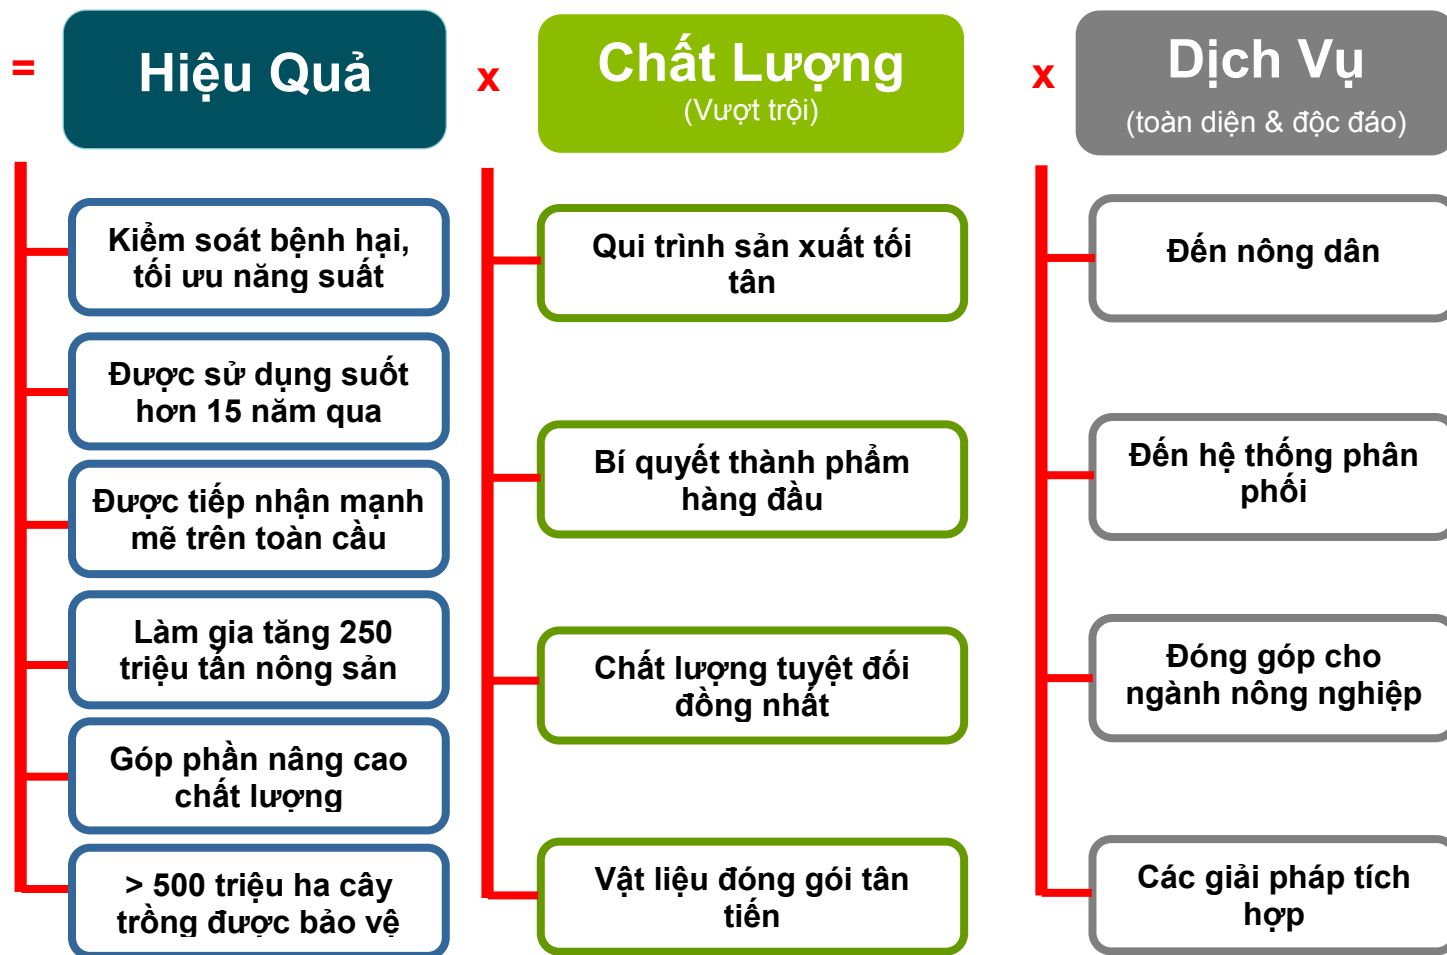 =
Hiệu Quả
Kiểm soát bệnh hại,
tối ưu năng suất
Được sử dụng suốt
hơn 15 năm qua
Được tiếp nhận mạnh
mẽ trên toàn cầu
Làm gia tăng 250
triệu tấn nông sản
Góp phần nâng cao
chất lượng
> 500 triệu ha cây
trồng được bảo vệ
x
Chất Lượng
(Vượt trội)
Qui trình sản xuất tối
tân
Bí quyết thành phẩm
hàng đầu
Chất lượng tuyệt đối
đồng nhất
Vật liệu đóng gói tân
tiến
x
Dịch Vụ
(toàn diện & độc đáo)
Đến nông dân
Đến hệ thống phân
phối
Đóng góp cho
ngành nông nghiệp
Các giải pháp tích
hợp